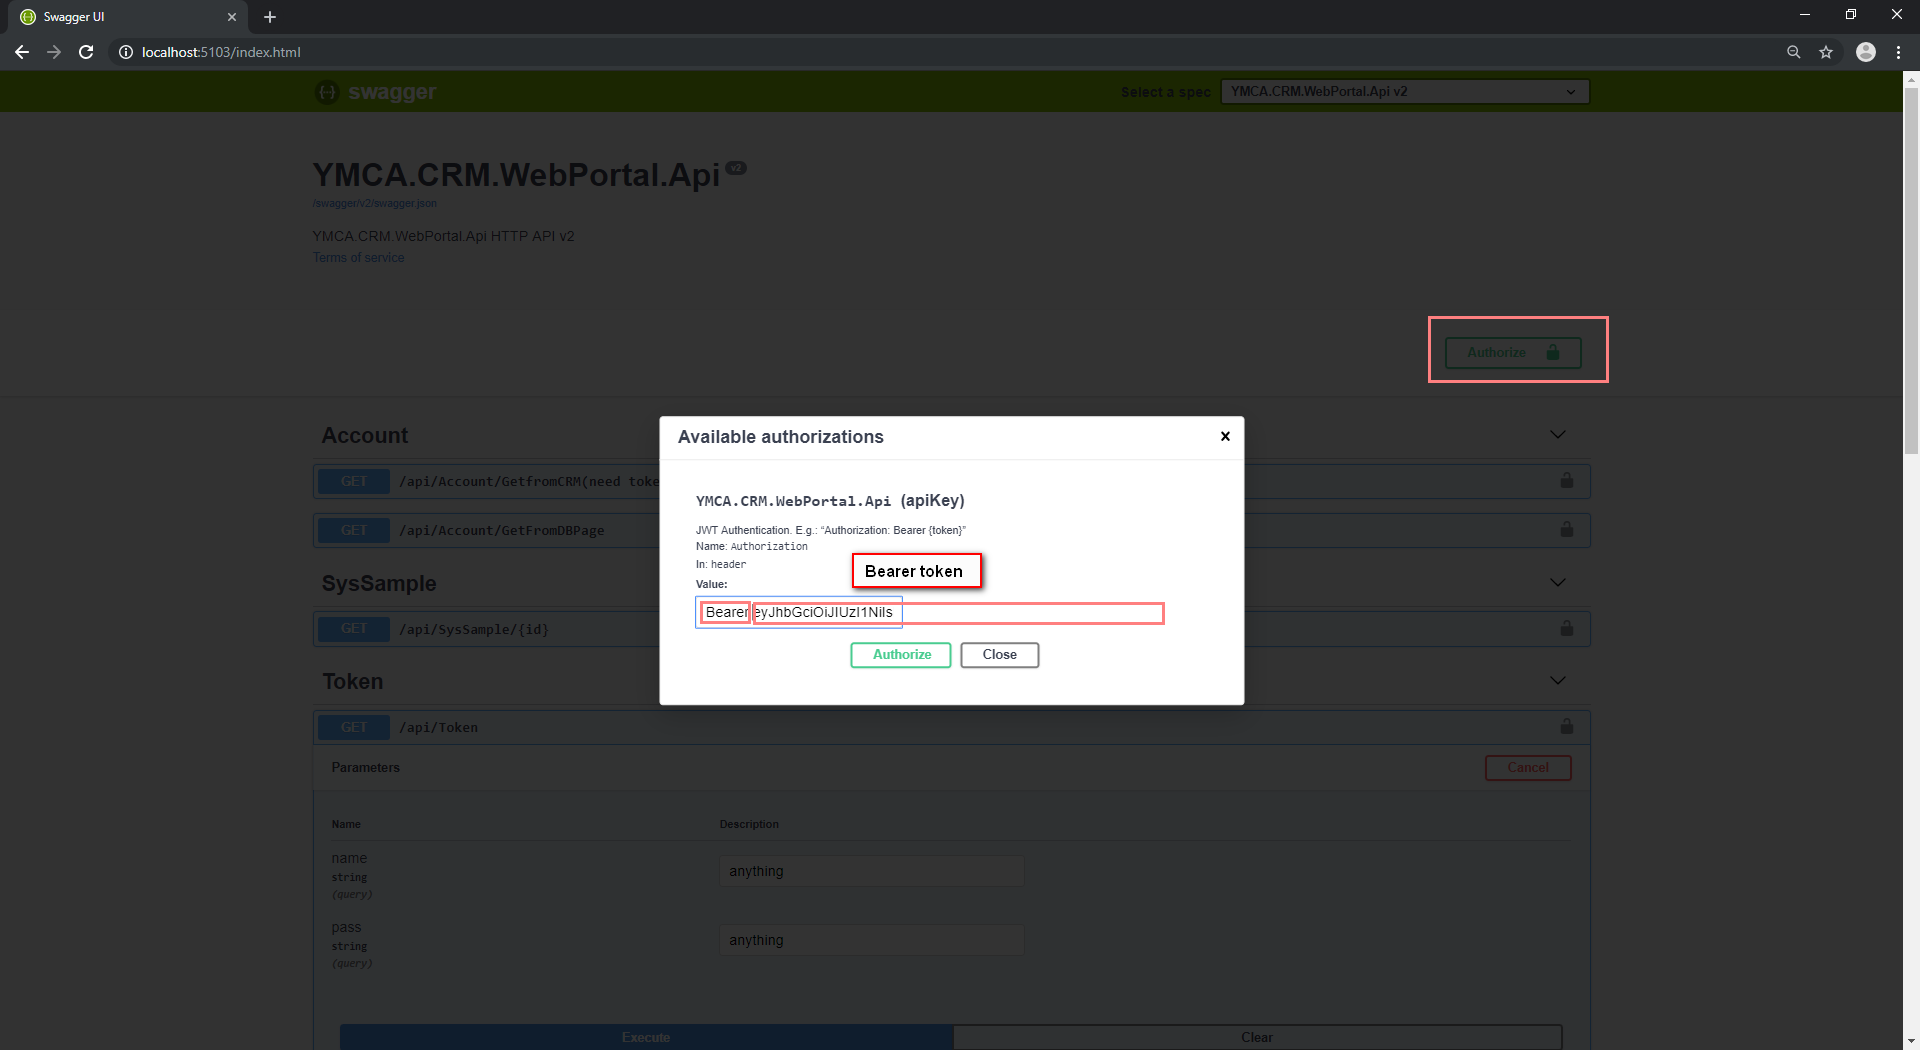 Swagger UI
localhost:5103/index.html
swagger
Select a spec
YMCA.CRM.WebPortal.Api v2
YMCA.CRM.WebPortal.Api v2
/swagger/v2/swagger.json
YMCA.CRM.WebPortal.Api HTTP API v2
Terms of service
Authorize
Account
GET /api/Account/GetfromCRM(need toke
GET /api/Account/GetFromDBPage
SysSample
GET /api/SysSample/{id}
Token
GET /api/Token
Available authorizations
YMCA.CRM.WebPortal.Api (apiKey)
JWT Authentication. E.g.: “Authorization: Bearer {token}”
Name: Authorization
In: header
Bearer token
Value:
Bearer eyJhbGciOiJIUzI1NiIs
Authorize Close
Parameters
Cancel
Name Description
name
string
(query)
anything
pass
string
(query)
anything
Execute Clear